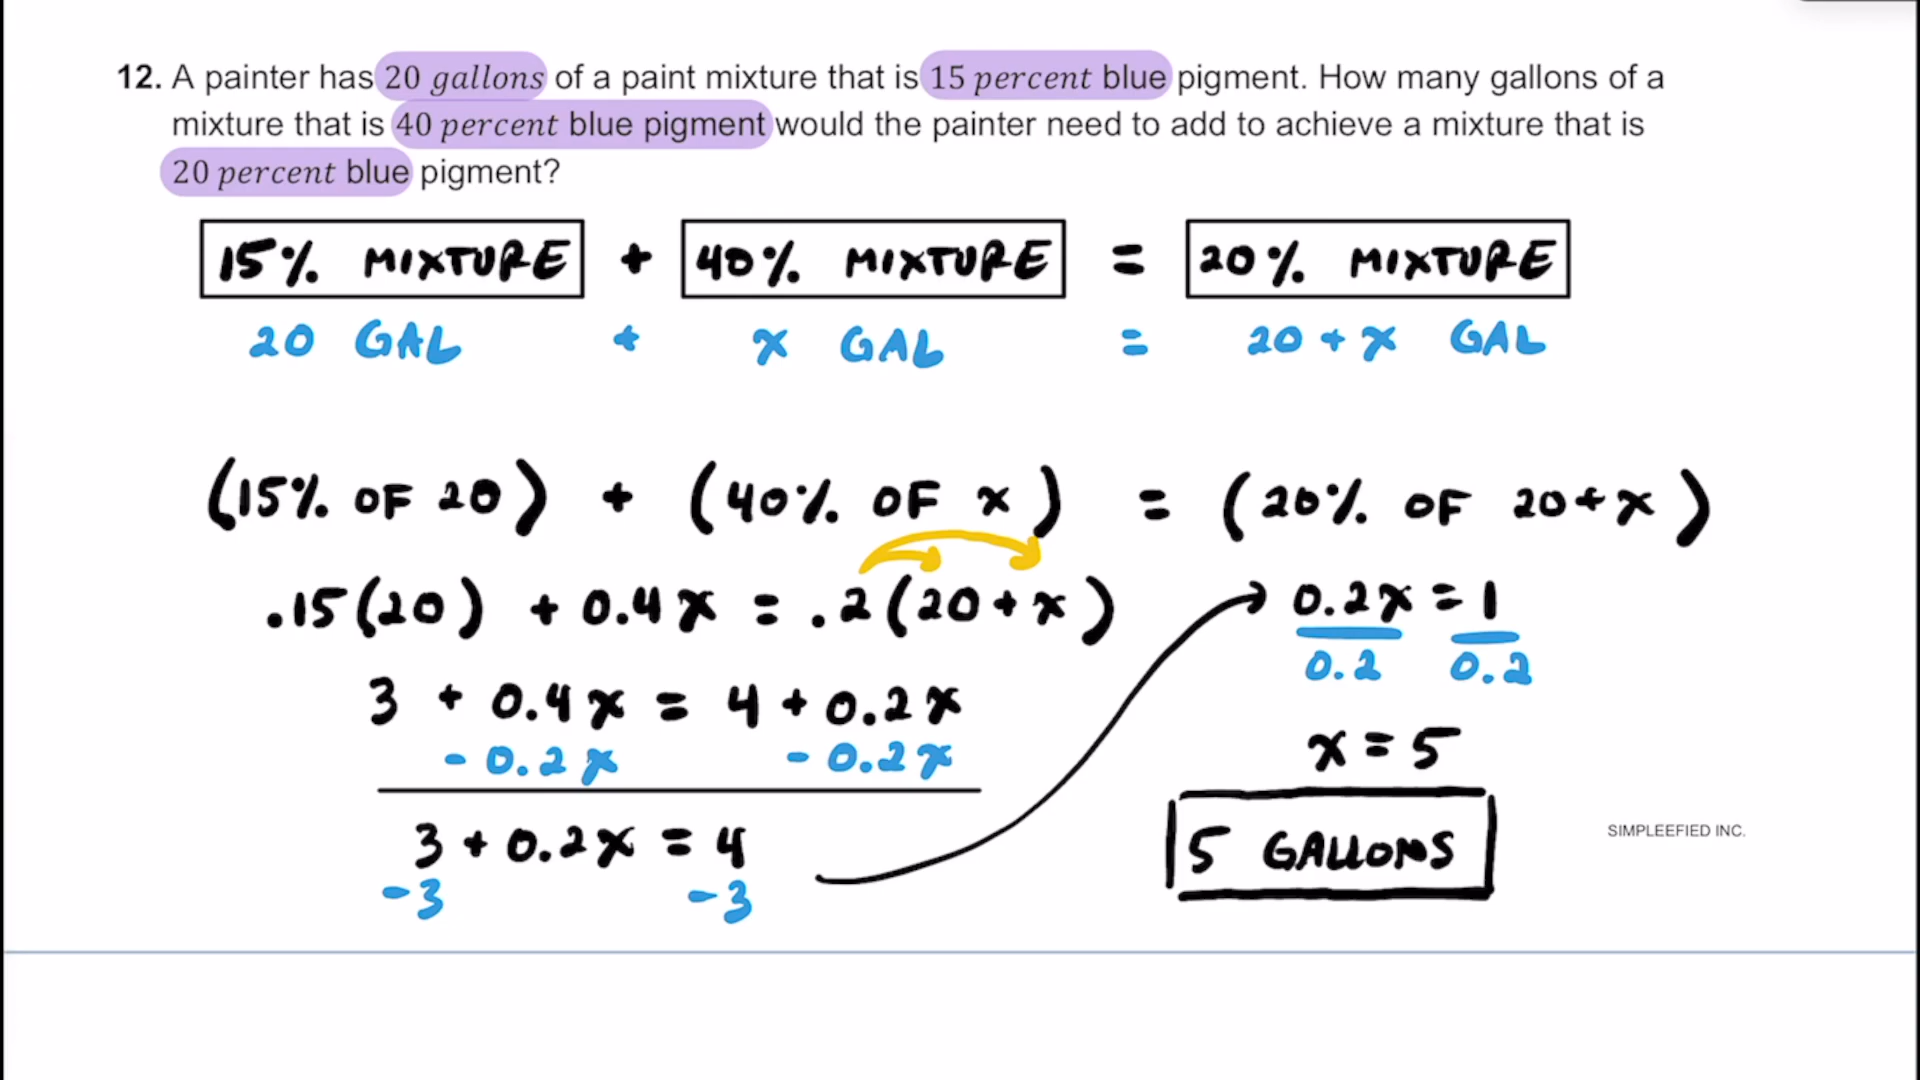 12. A painter has 20 gallons of a paint mixture that is 15 percent blue pigment. How many gallons of a
mixture that is 40 percent blue pigment would the painter need to add to achieve a mixture that is
20 percent blue pigment?
15% MIXTURE + 40% MIXTURE = 20% MIXTURE
20 GAL + x GAL = 20 + x GAL
(15% OF 20) + (40% OF x) = (20% OF 20+x)
.15(20) + 0.4x = .2(20+x)
3 + 0.4x = 4 + 0.2x
- 0.2x - 0.2x
3 + 0.2x = 4
-3 -3
0.2x = 1
0.2 0.2
x = 5
5 GALLONS
SIMPLEEFIED INC.